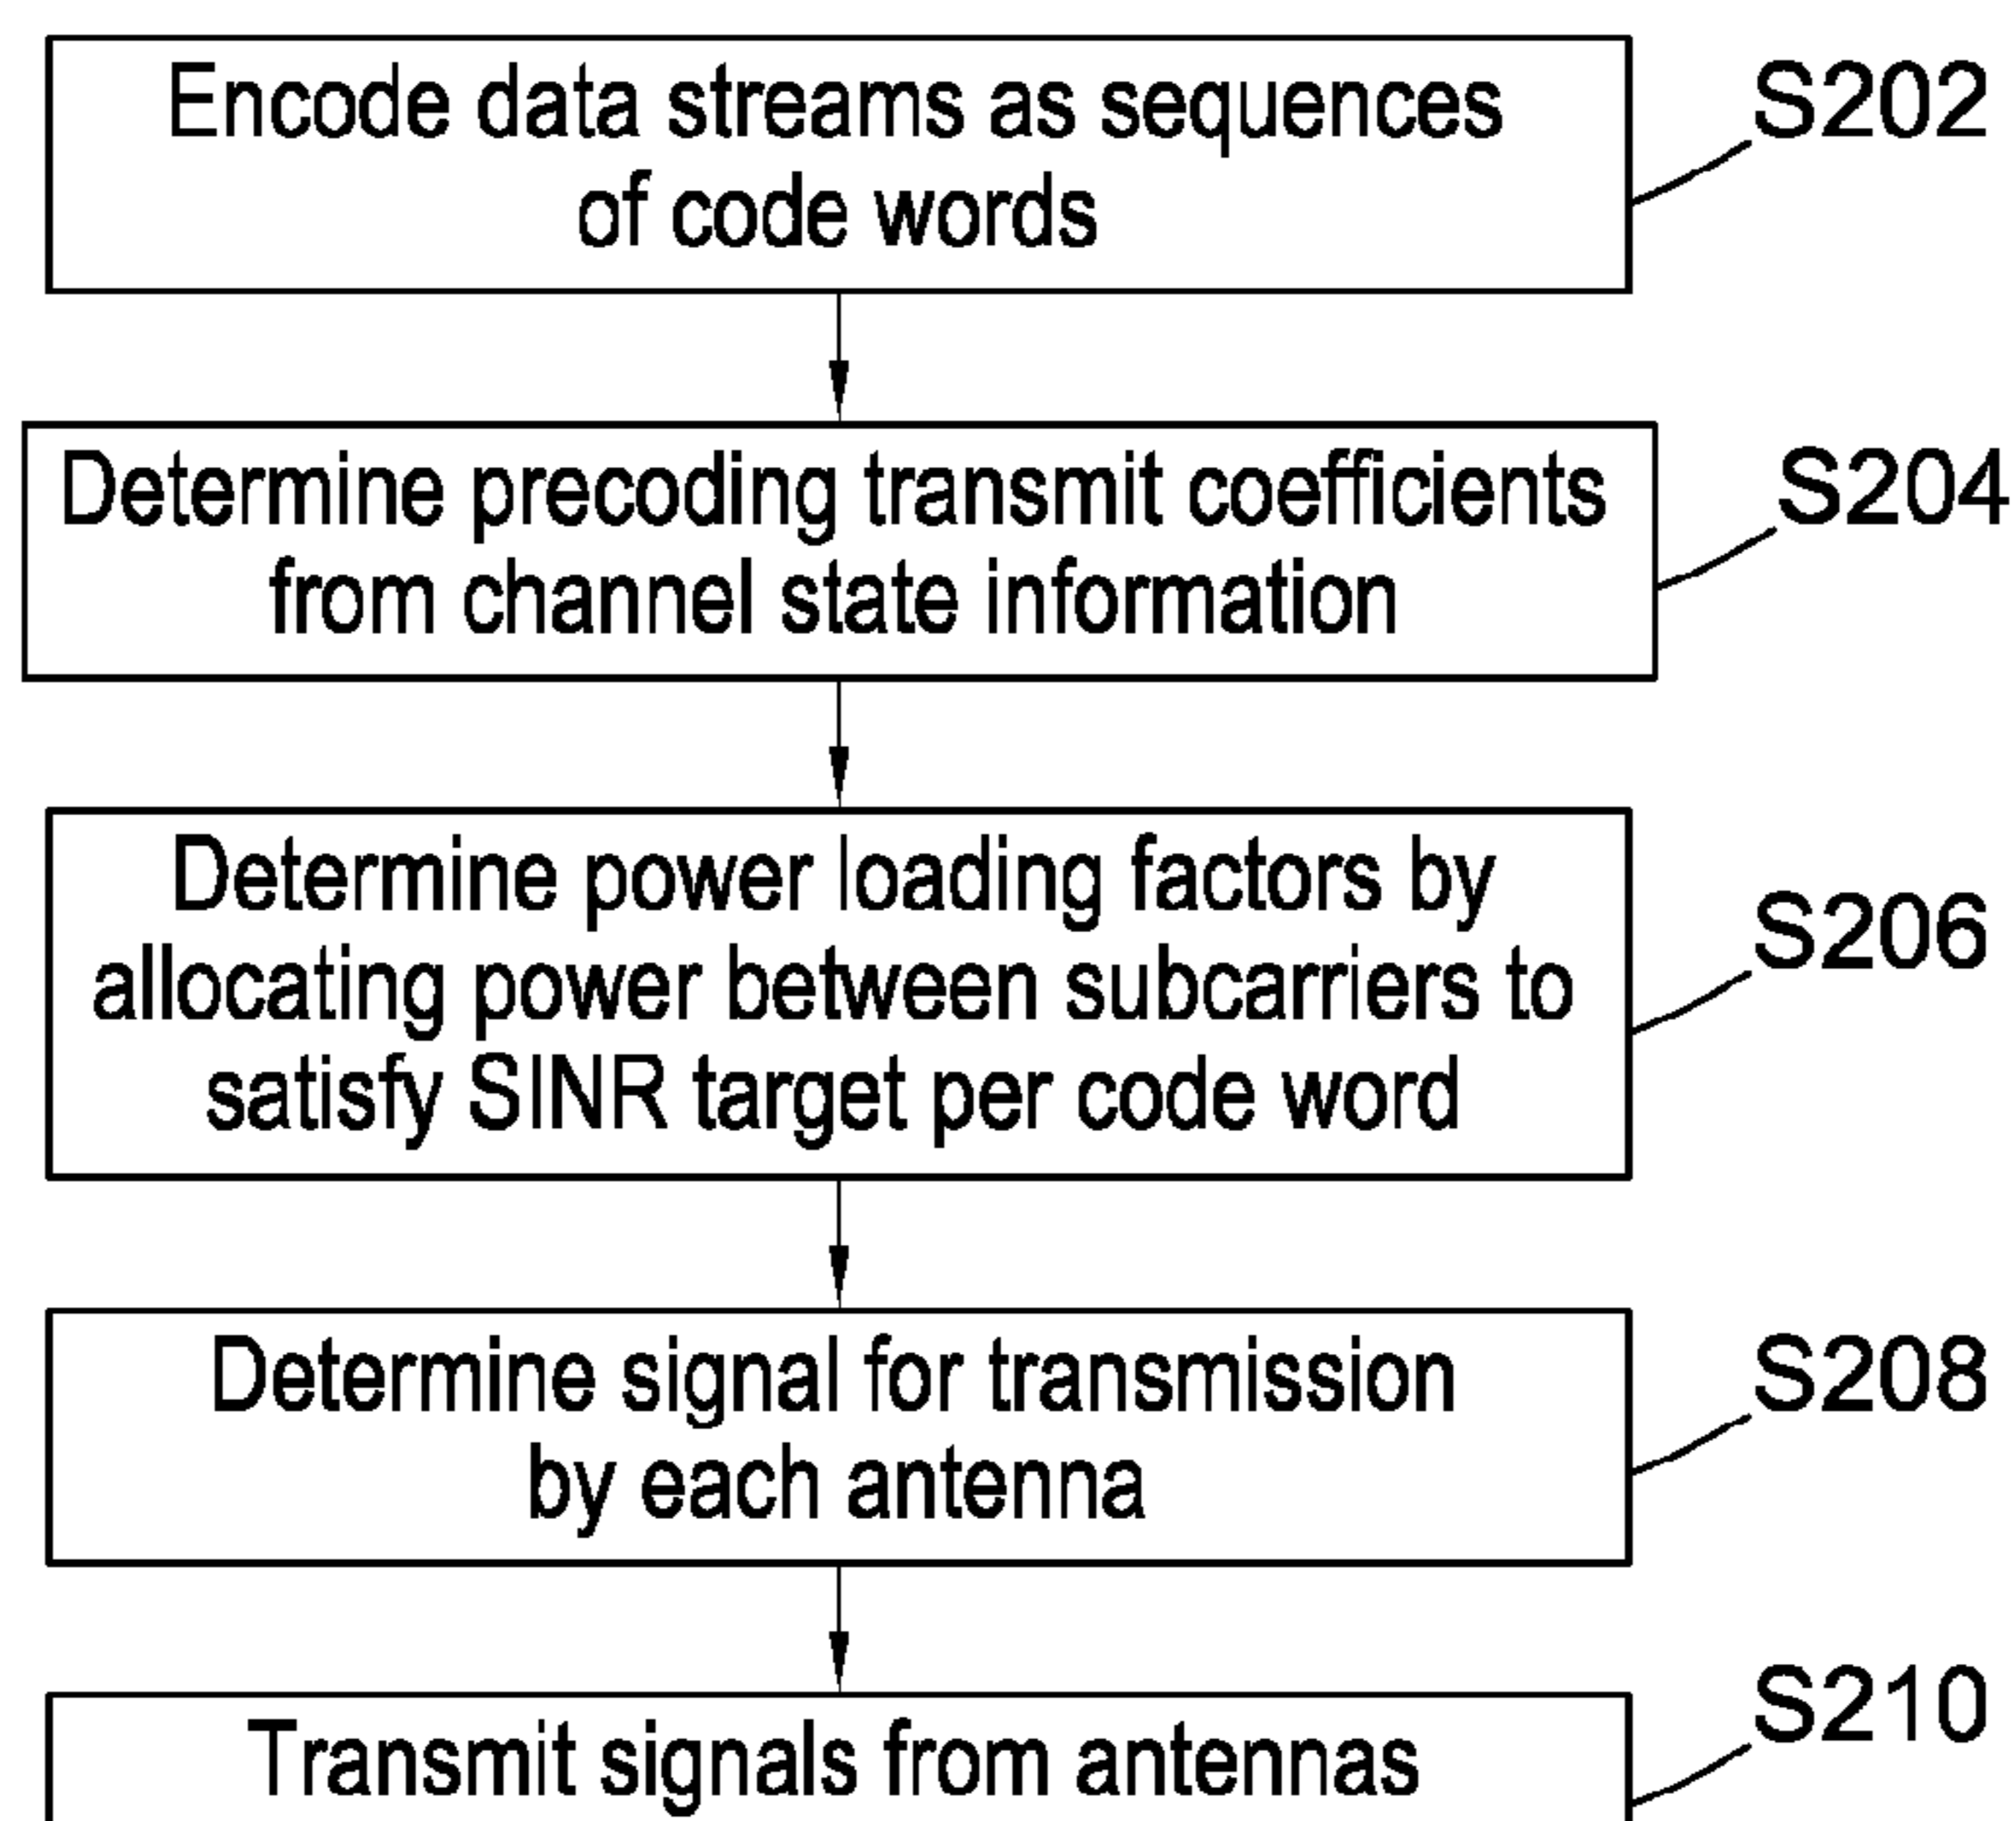 Encode data streams as sequences
of code words
S202
Determine precoding transmit coefficients
from channel state information
S204
Determine power loading factors by
allocating power between subcarriers to
satisfy SINR target per code word
S206
Determine signal for transmission
by each antenna
S208
Transmit signals from antennas
S210